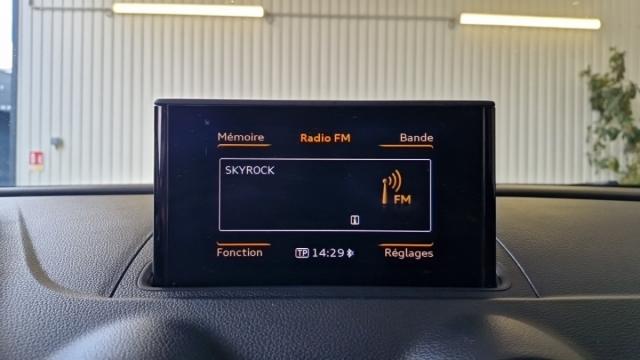 Mémoire Radio FM Bande
SKYROCK
FM
i
Fonction TP 14:29 Réglages